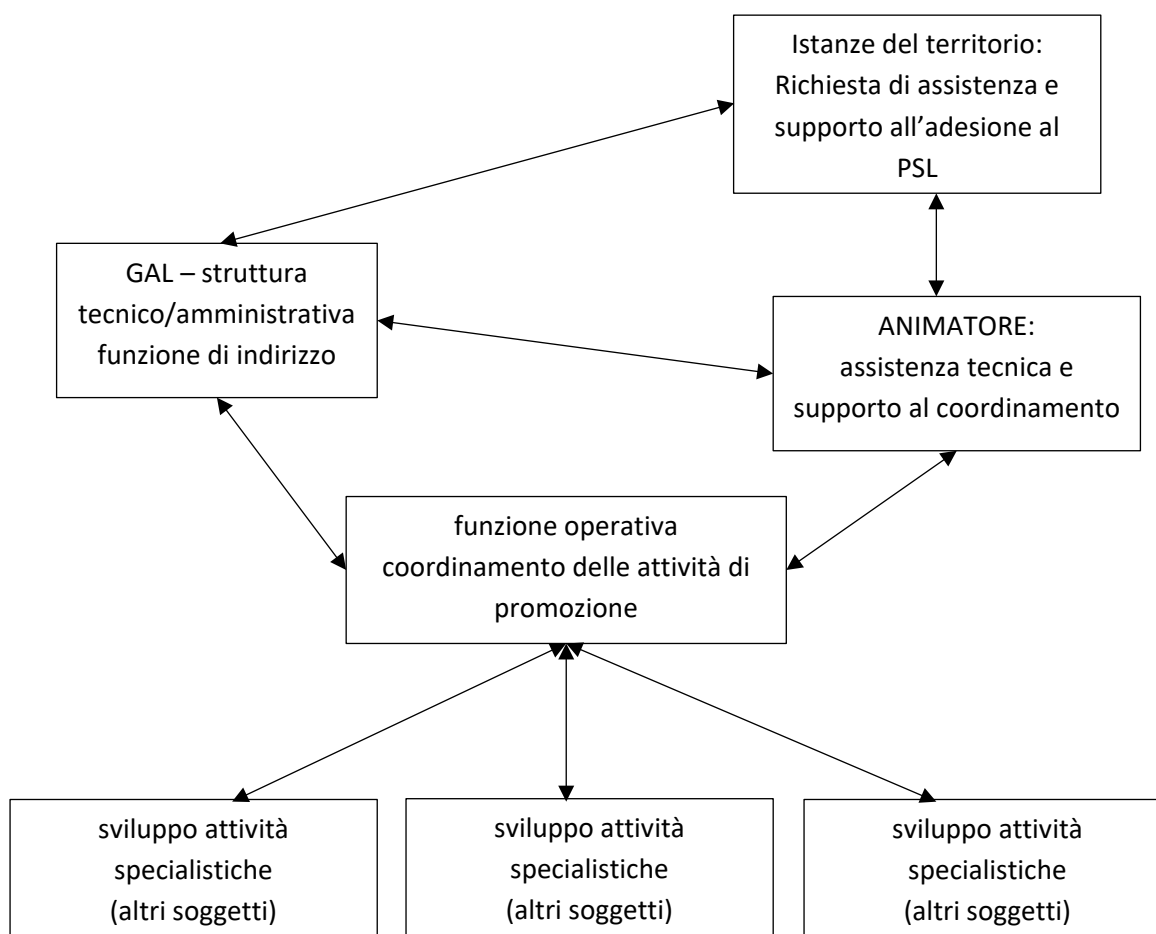 Istanze del territorio:
Richiesta di assistenza e
supporto all’adesione al
PSL
GAL – struttura
tecnico/amministrativa
funzione di indirizzo
ANIMATORE:
assistenza tecnica e
supporto al coordinamento
funzione operativa
coordinamento delle attività di
promozione
sviluppo attività
specialistiche
(altri soggetti)
sviluppo attività
specialistiche
(altri soggetti)
sviluppo attività
specialistiche
(altri soggetti)